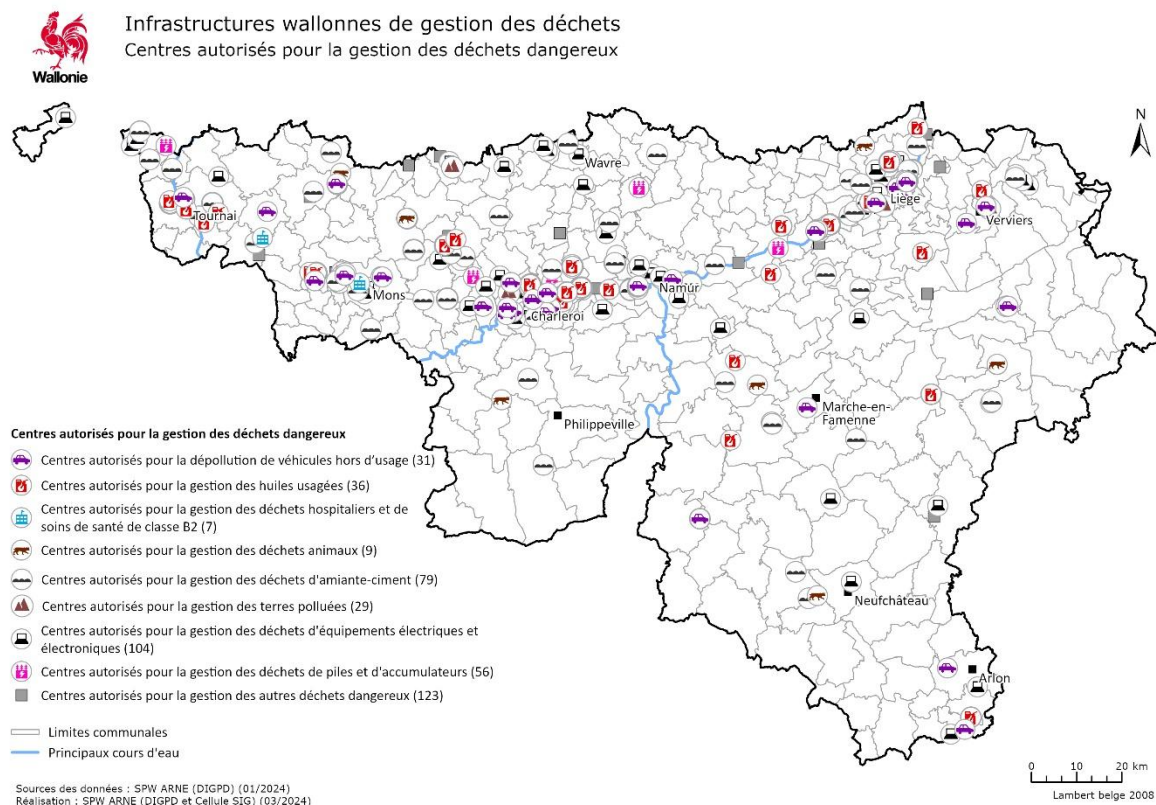 Infrastructures wallonnes de gestion des déchets
Centres autorisés pour la gestion des déchets dangereux
Wallonie
N
Wavre
Liège
Tournai
Verviers
Mons
Namur
Charleroi
Marche-en-
Famenne
Philippeville
Neufchâteau
Arlon
Centres autorisés pour la gestion des déchets dangereux
Centres autorisés pour la dépollution de véhicules hors d'usage (31)
Centres autorisés pour la gestion des huiles usagées (36)
Centres autorisés pour la gestion des déchets hospitaliers et de
soins de santé de classe B2 (7)
Centres autorisés pour la gestion des déchets animaux (9)
Centres autorisés pour la gestion des déchets d'amiante-ciment (79)
Centres autorisés pour la gestion des terres polluées (29)
Centres autorisés pour la gestion des déchets d'équipements électriques et
électroniques (104)
Centres autorisés pour la gestion des déchets de piles et d'accumulateurs (56)
Centres autorisés pour la gestion des autres déchets dangereux (123)
Limites communales
Principaux cours d'eau
Sources des données : SPW ARNE (DIGPD) (01/2024)
Réalisation : SPW ARNE (DIGPD et Cellule SIG) (03/2024)
0 10 20 km
Lambert belge 2008